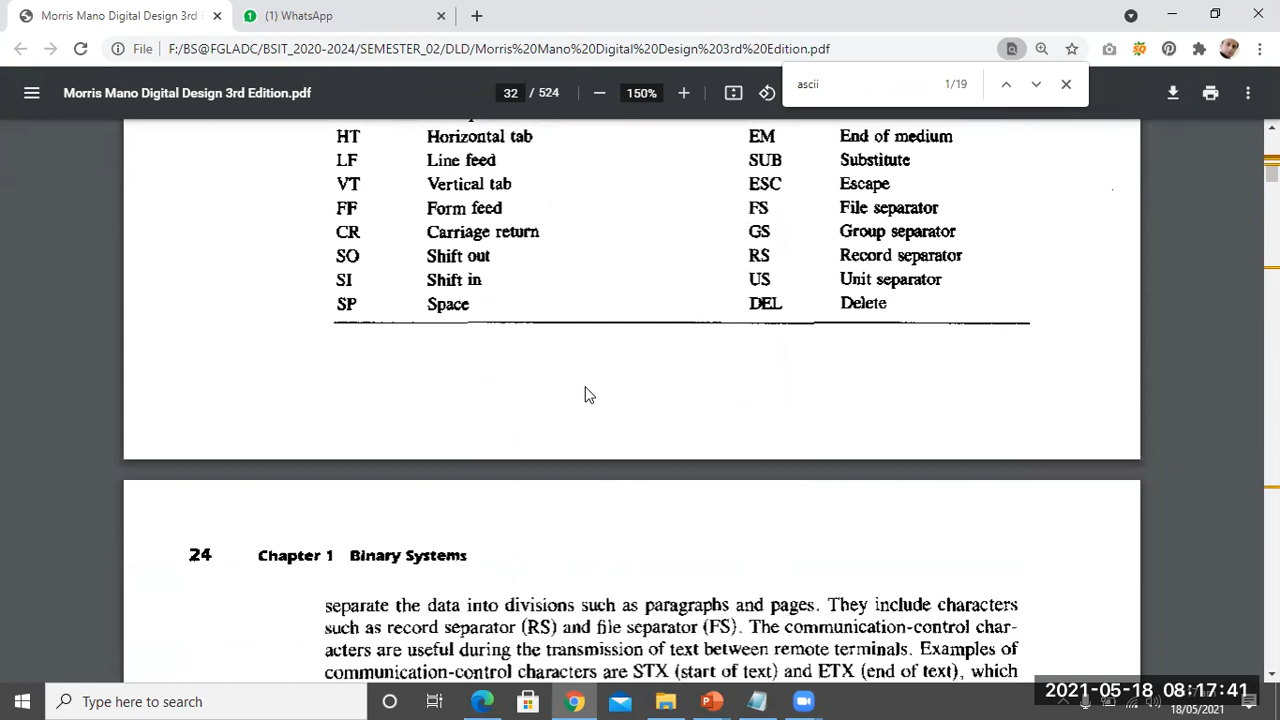 Morris Mano Digital Design 3rd E
(1) WhatsApp
File
F:/BS@FGLADC/BSIT_2020-2024/SEMESTER_02/DLD/Morris%20Mano%20Digital%20Design%203rd%20Edition.pdf
ascii 1/19
Morris Mano Digital Design 3rd Edition.pdf
32 / 524
150%
HT Horizontal tab EM End of medium
LF Line feed SUB Substitute
VT Vertical tab ESC Escape
FF Form feed FS File separator
CR Carriage return GS Group separator
SO Shift out RS Record separator
SI Shift in US Unit separator
SP Space DEL Delete
24 Chapter 1 Binary Systems
separate the data into divisions such as paragraphs and pages. They include characters
such as record separator (RS) and file separator (FS). The communication-control char-
acters are useful during the transmission of text between remote terminals. Examples of
communication-control characters are STX (start of text) and ETX (end of text), which
Type here to search
2021-05-18 08:17:41
18/05/2021